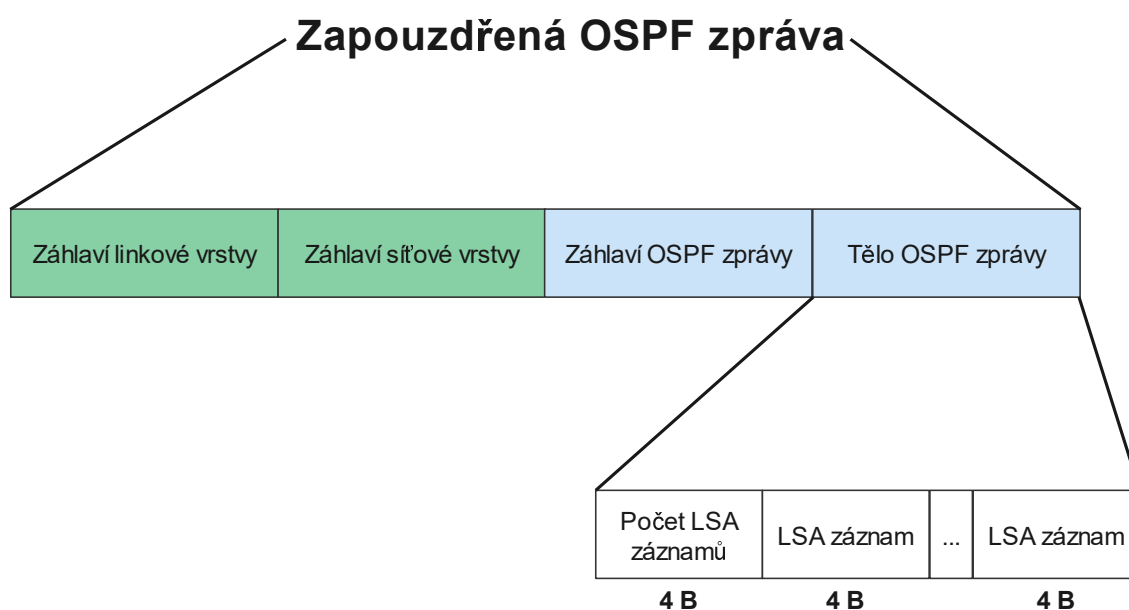 Zapouzdřená OSPF zpráva
Záhlaví linkové vrstvy
Záhlaví síťové vrstvy
Záhlaví OSPF zprávy
Tělo OSPF zprávy
Počet LSA
záznamů
LSA záznam
...
LSA záznam
4 B
4 B
4 B